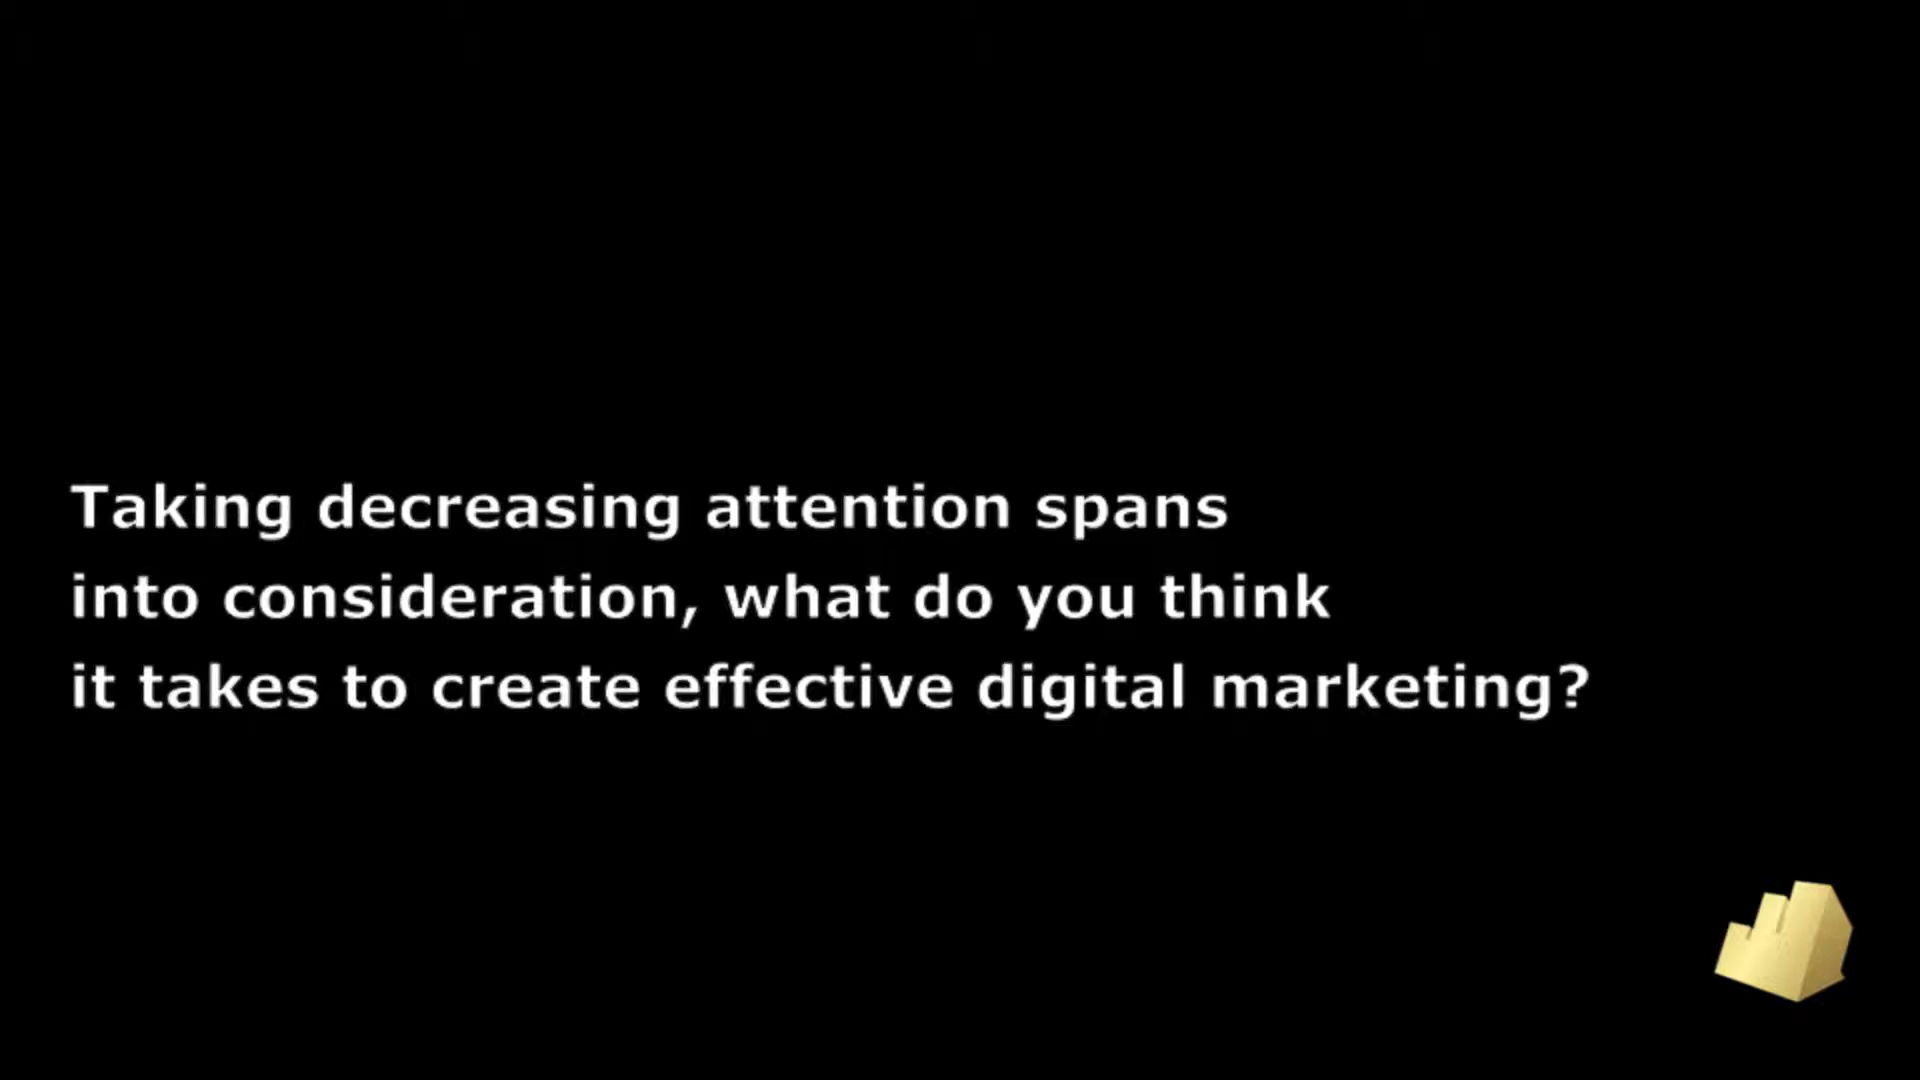 Taking decreasing attention spans
into consideration, what do you think
it takes to create effective digital marketing?